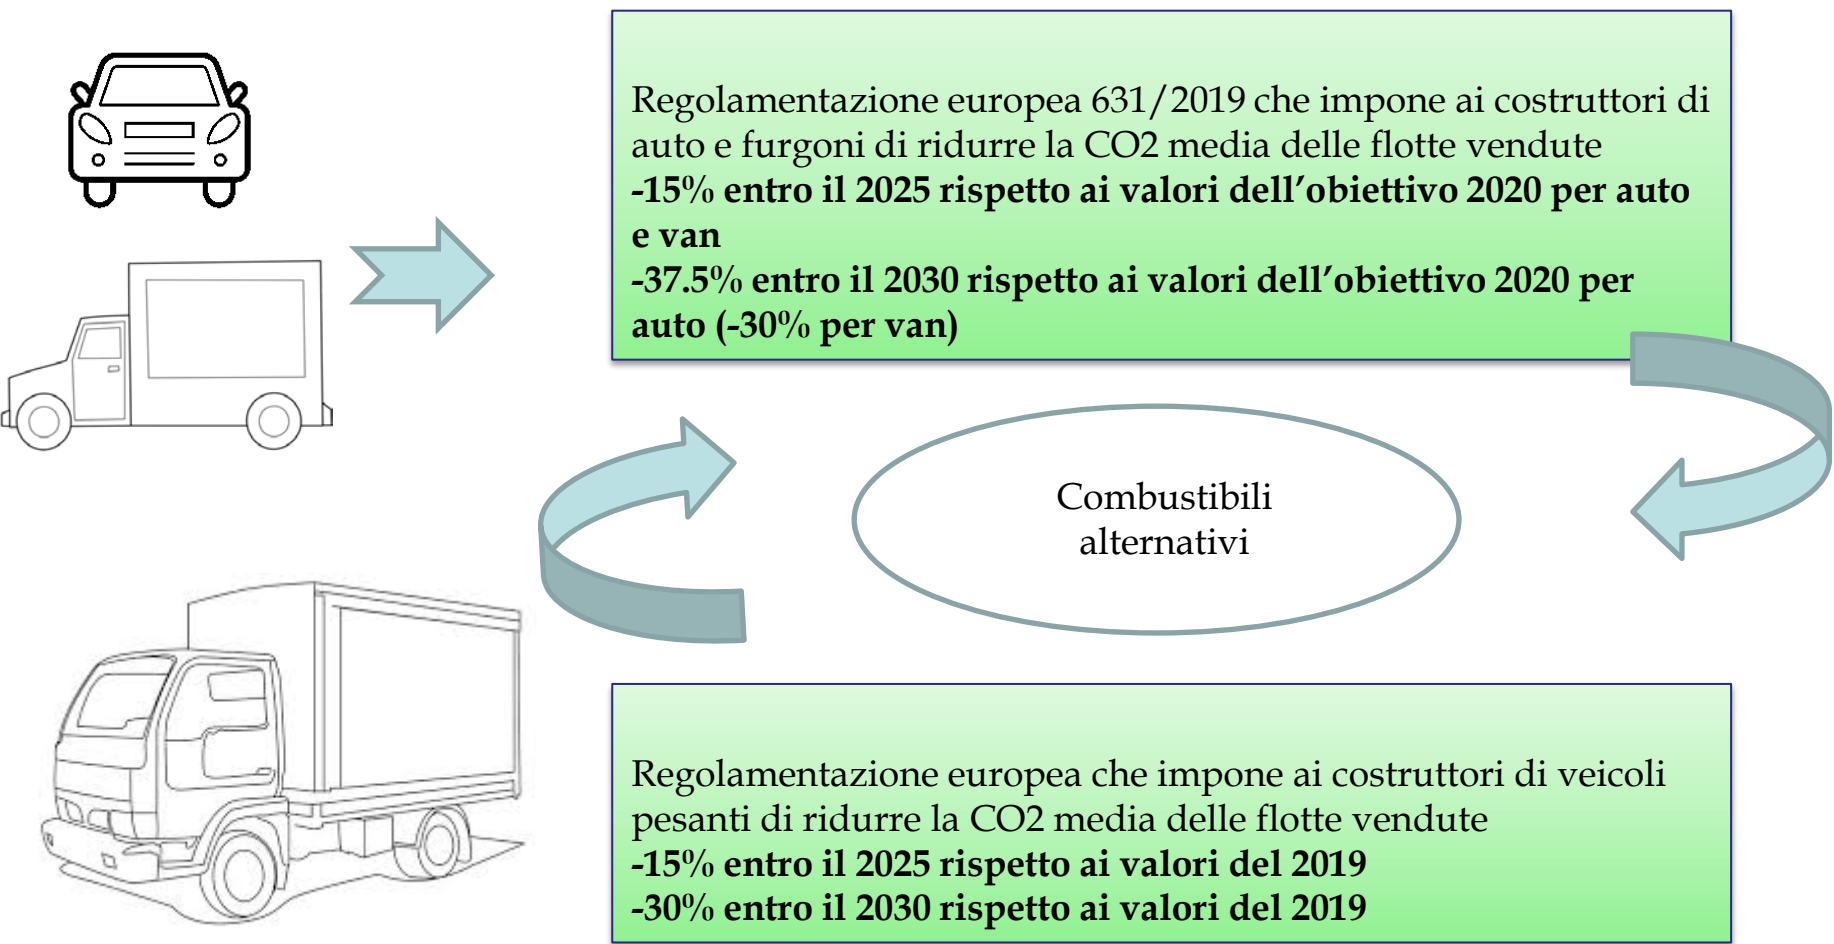 Regolamentazione europea 631/2019 che impone ai costruttori di
auto e furgoni di ridurre la CO2 media delle flotte vendute
-15% entro il 2025 rispetto ai valori dell’obiettivo 2020 per auto
e van
-37.5% entro il 2030 rispetto ai valori dell’obiettivo 2020 per
auto (-30% per van)
Combustibili
alternativi
Regolamentazione europea che impone ai costruttori di veicoli
pesanti di ridurre la CO2 media delle flotte vendute
-15% entro il 2025 rispetto ai valori del 2019
-30% entro il 2030 rispetto ai valori del 2019